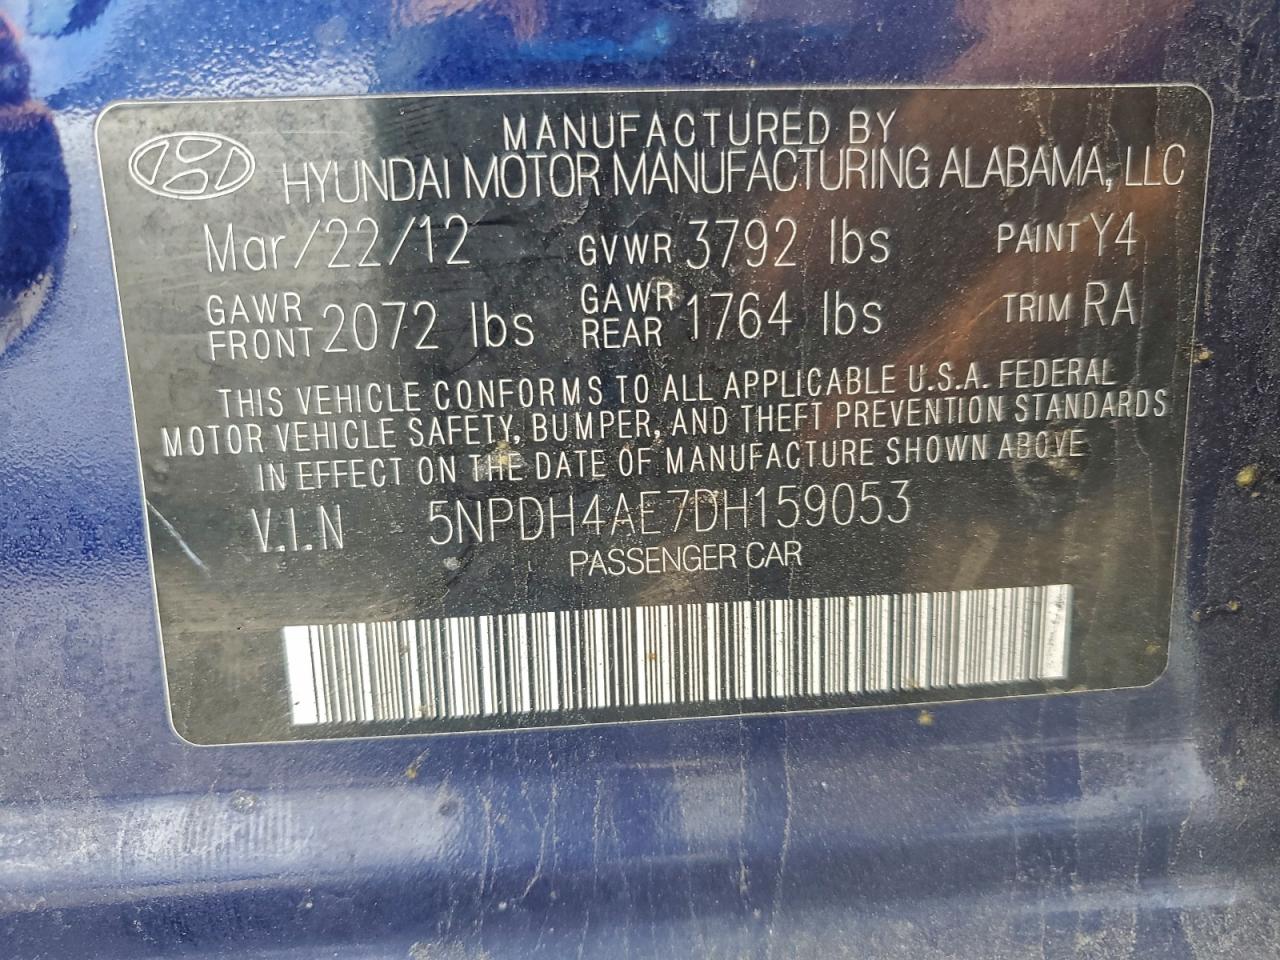 MANUFACTURED BY
HYUNDAI MOTOR MANUFACTURING ALABAMA, LLC
Mar/22/12 GVWR 3792 lbs PAINT Y4
GAWR FRONT 2072 lbs GAWR REAR 1764 lbs TRIM RA
THIS VEHICLE CONFORMS TO ALL APPLICABLE U.S.A. FEDERAL
MOTOR VEHICLE SAFETY, BUMPER, AND THEFT PREVENTION STANDARDS
IN EFFECT ON THE DATE OF MANUFACTURE SHOWN ABOVE
V.I.N 5NPDH4AE7DH159053
PASSENGER CAR